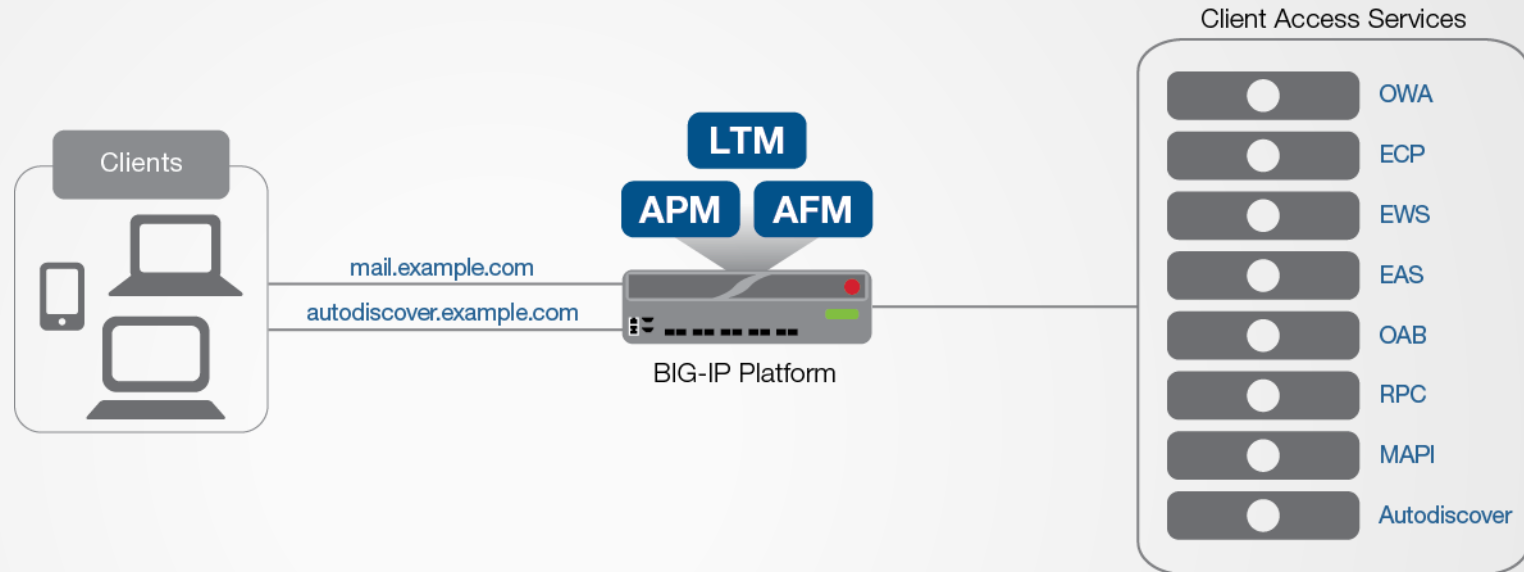 Client Access Services
Clients
LTM
APM
AFM
mail.example.com
autodiscover.example.com
BIG-IP Platform
OWA
ECP
EWS
EAS
OAB
RPC
MAPI
Autodiscover